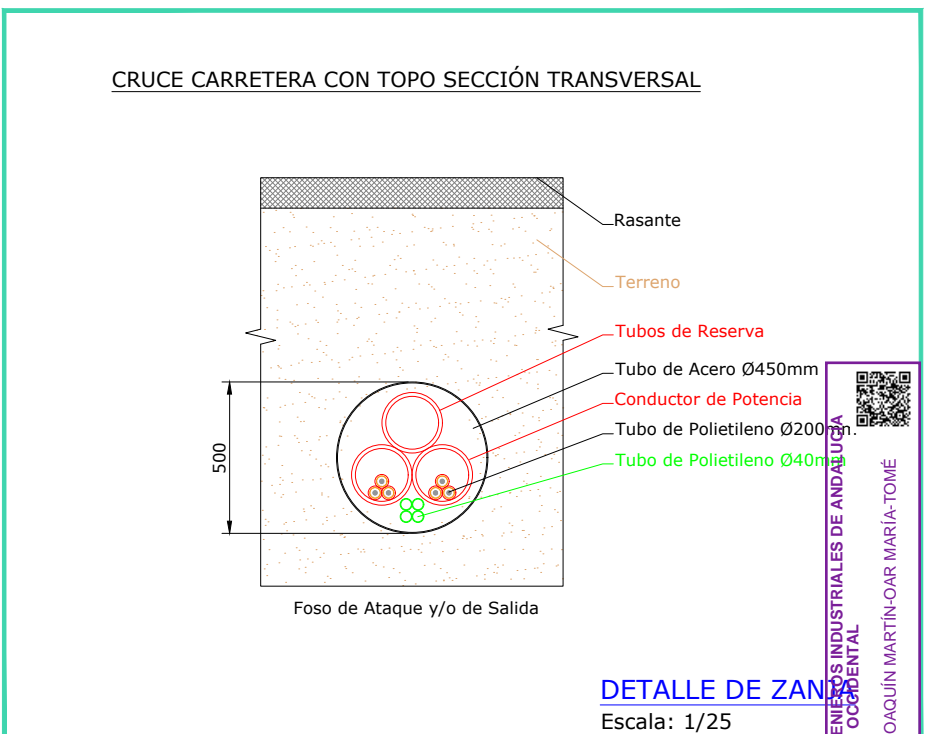 CRUCE CARRETERA CON TOPO SECCIÓN TRANSVERSAL
Rasante
Terreno
Tubos de Reserva
Tubo de Acero Ø450mm
Conductor de Potencia
Tubo de Polietileno Ø200mm.
Tubo de Polietileno Ø40mm
500
Foso de Ataque y/o de Salida
DETALLE DE ZANJA
Escala: 1/25
ENIEROS INDUSTRIALES DE ANDALUCÍA
OCCIDENTAL
OAQUÍN MARTÍN-OAR MARÍA-TOMÉ